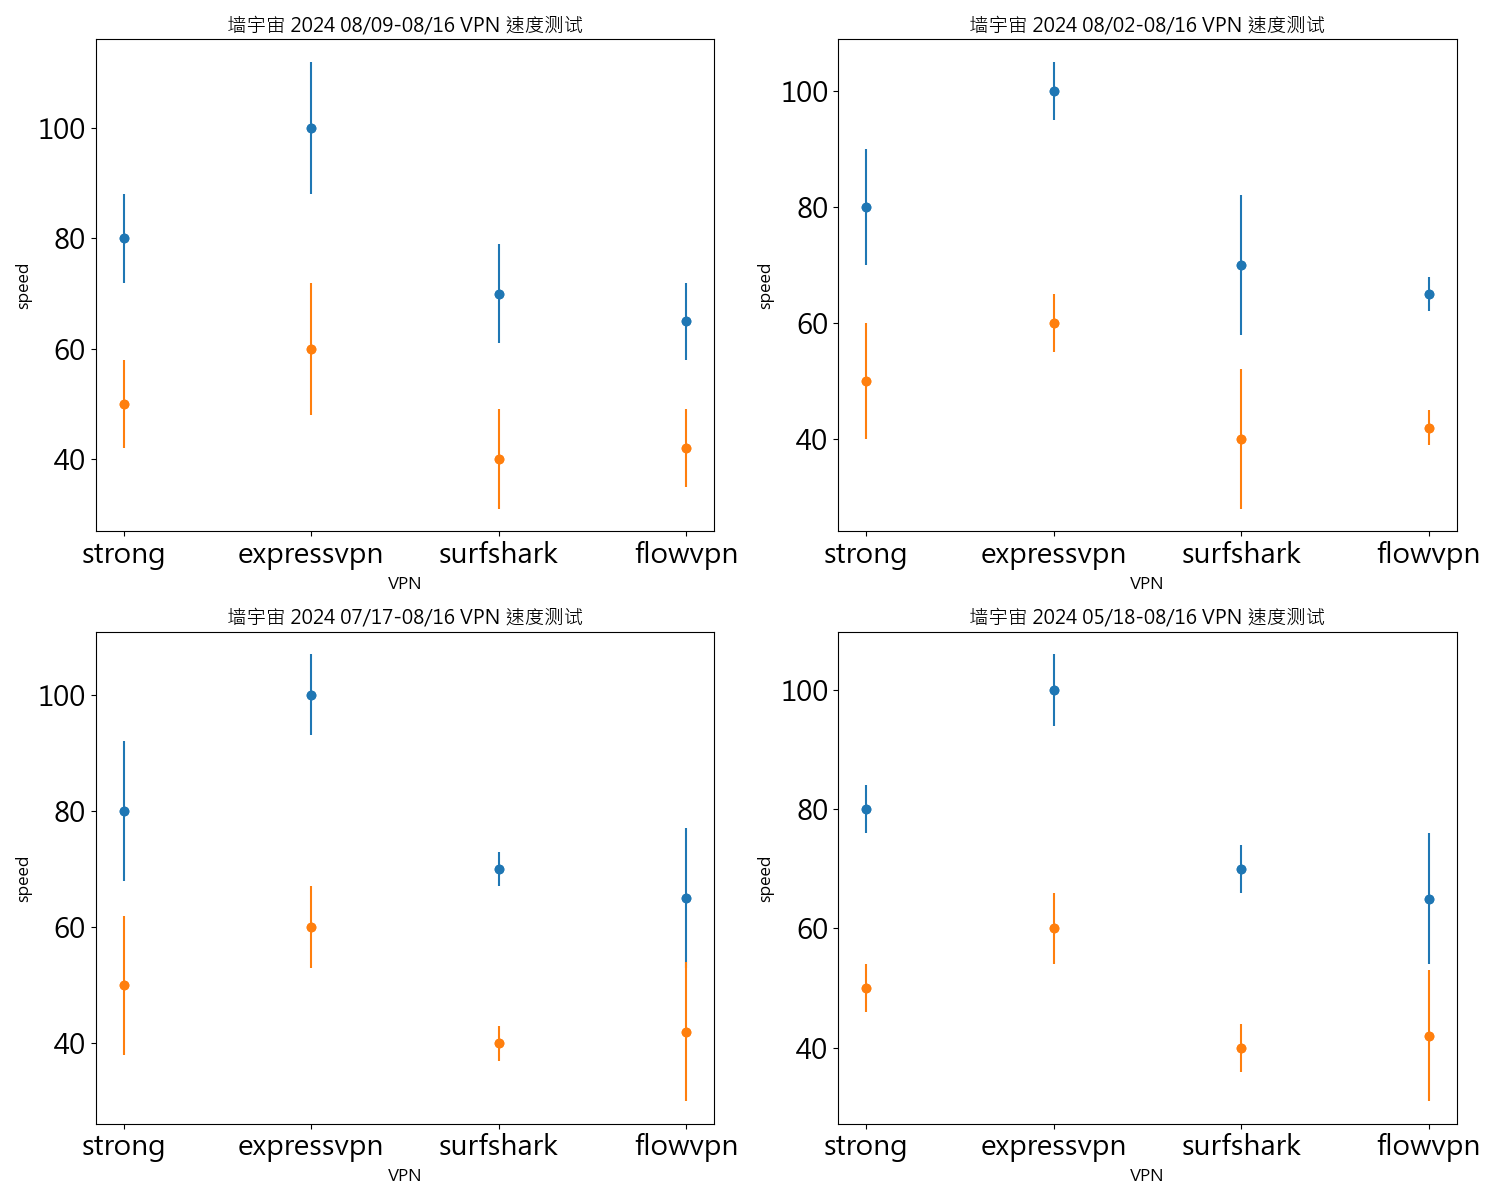 墙宇宙 2024 08/09-08/16 VPN 速度测试
100
80
60
40
speed
strong expressvpn surfshark flowvpn
VPN
墙宇宙 2024 08/02-08/16 VPN 速度测试
100
80
60
40
speed
strong expressvpn surfshark flowvpn
VPN
墙宇宙 2024 07/17-08/16 VPN 速度测试
100
80
60
40
speed
strong expressvpn surfshark flowvpn
VPN
墙宇宙 2024 05/18-08/16 VPN 速度测试
100
80
60
40
speed
strong expressvpn surfshark flowvpn
VPN